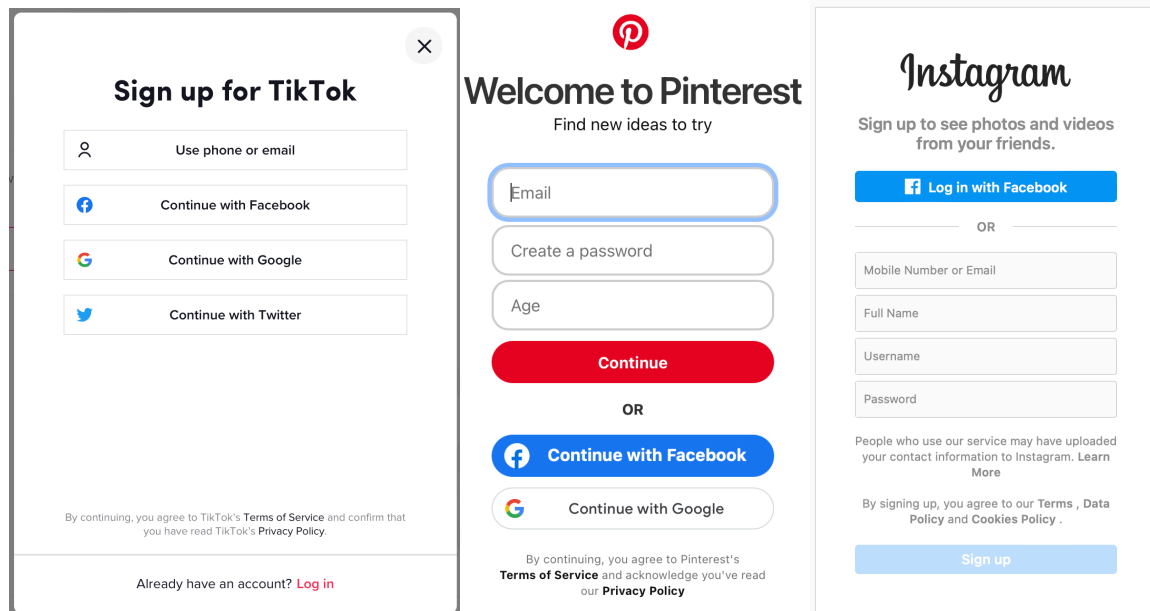 Sign up for TikTok
Use phone or email
Continue with Facebook
Continue with Google
Continue with Twitter
By continuing, you agree to TikTok's Terms of Service and confirm that
you have read TikTok's Privacy Policy.
Already have an account? Log in
Welcome to Pinterest
Find new ideas to try
Email
Create a password
Age
Continue
OR
Continue with Facebook
Continue with Google
By continuing, you agree to Pinterest's
Terms of Service and acknowledge you've read
our Privacy Policy
Instagram
Sign up to see photos and videos
from your friends.
Log in with Facebook
OR
Mobile Number or Email
Full Name
Username
Password
People who use our service may have uploaded
your contact information to Instagram. Learn
More
By signing up, you agree to our Terms , Data
Policy and Cookies Policy .
Sign up